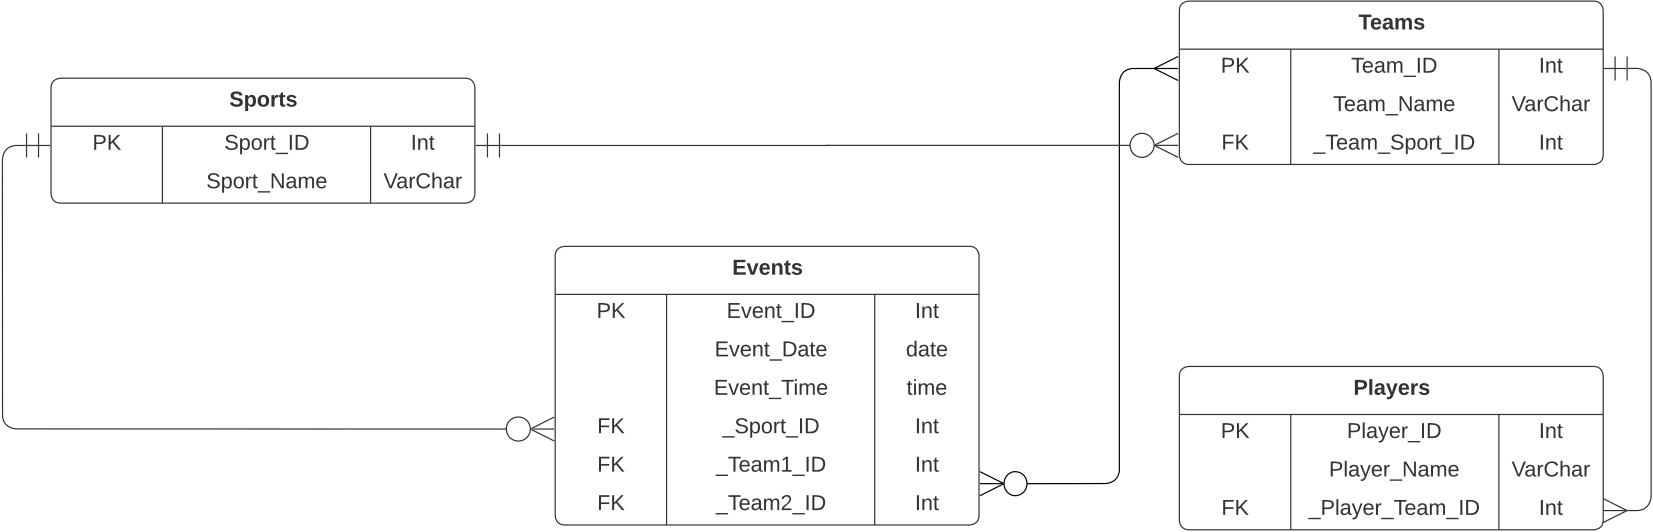 Teams
PK Team_ID Int
Team_Name VarChar
FK _Team_Sport_ID Int
Sports
PK Sport_ID Int
Sport_Name VarChar
Events
PK Event_ID Int
Event_Date date
Event_Time time
FK _Sport_ID Int
FK _Team1_ID Int
FK _Team2_ID Int
Players
PK Player_ID Int
Player_Name VarChar
FK _Player_Team_ID Int